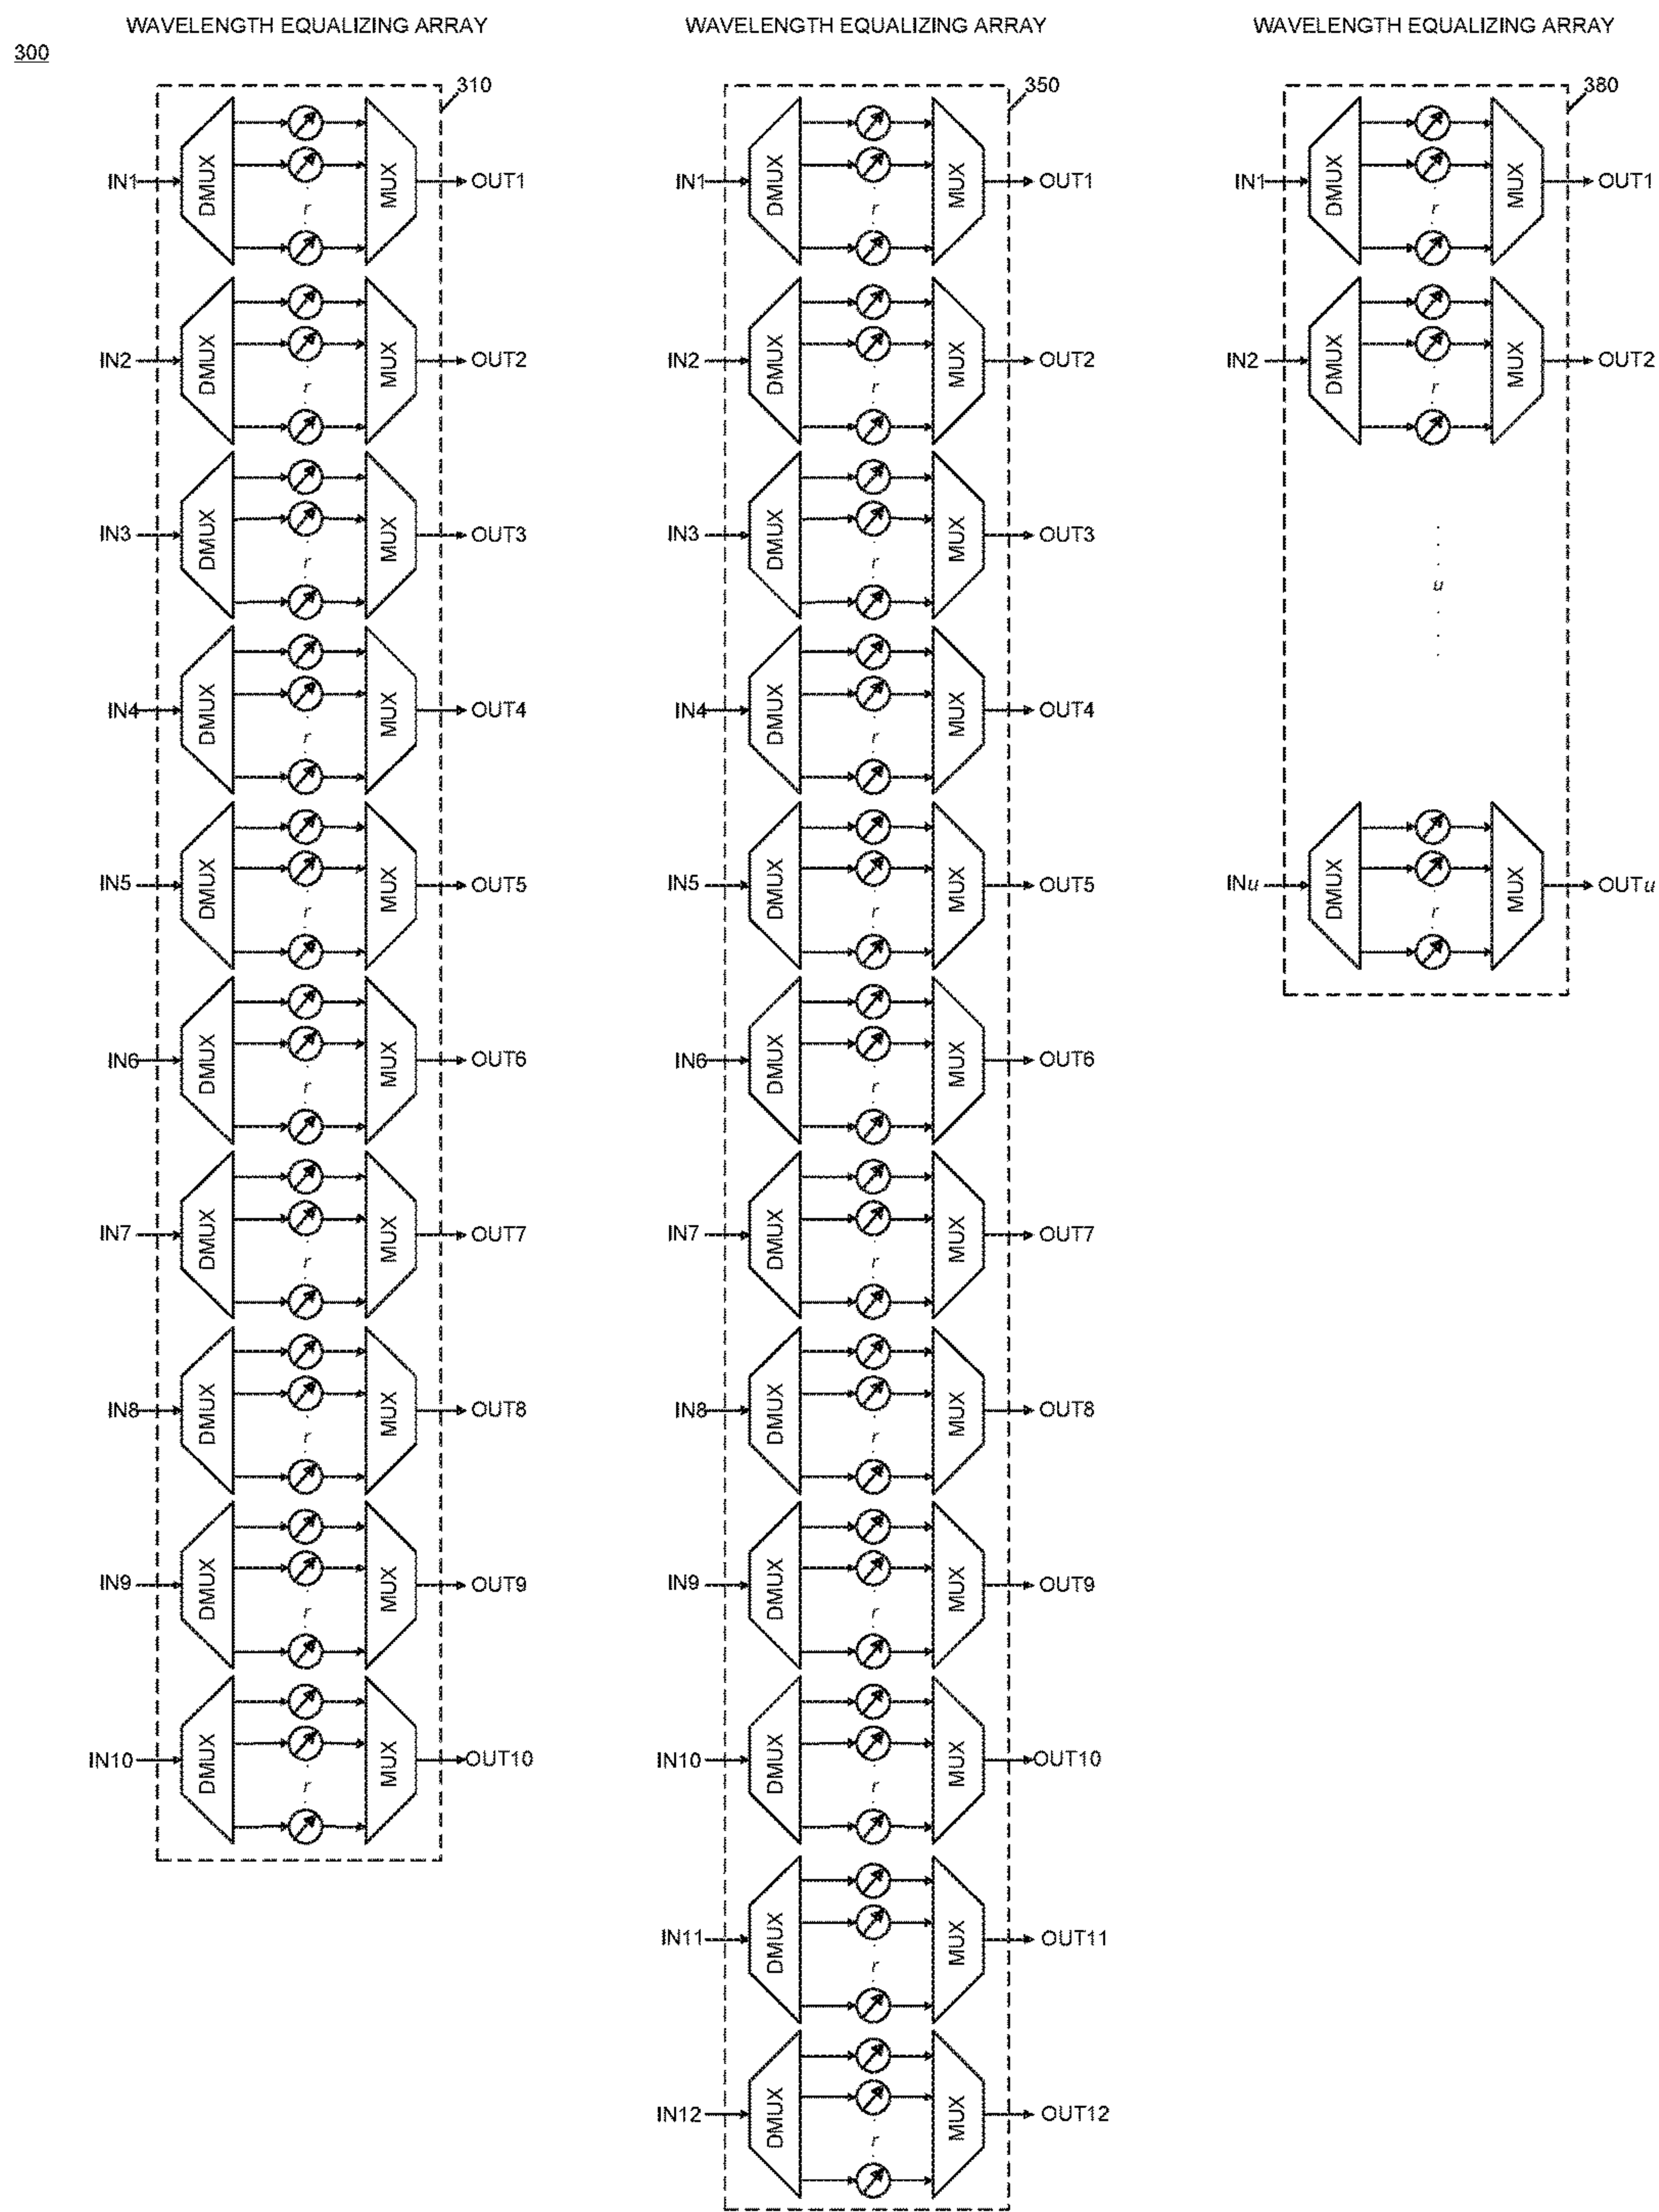 WAVELENGTH EQUALIZING ARRAY
WAVELENGTH EQUALIZING ARRAY
WAVELENGTH EQUALIZING ARRAY
300
310
350
380
IN1 DMUX r MUX OUT1
IN1 DMUX r MUX OUT1
IN1 DMUX r MUX OUT1
IN2 DMUX r MUX OUT2
IN2 DMUX r MUX OUT2
IN2 DMUX r MUX OUT2
IN3 DMUX r MUX OUT3
IN3 DMUX r MUX OUT3
u
IN4 DMUX r MUX OUT4
IN4 DMUX r MUX OUT4
IN5 DMUX r MUX OUT5
IN5 DMUX r MUX OUT5
INu DMUX r MUX OUTu
IN6 DMUX r MUX OUT6
IN6 DMUX r MUX OUT6
IN7 DMUX r MUX OUT7
IN7 DMUX r MUX OUT7
IN8 DMUX r MUX OUT8
IN8 DMUX r MUX OUT8
IN9 DMUX r MUX OUT9
IN9 DMUX r MUX OUT9
IN10 DMUX r MUX OUT10
IN10 DMUX r MUX OUT10
IN11 DMUX r MUX OUT11
IN12 DMUX r MUX OUT12